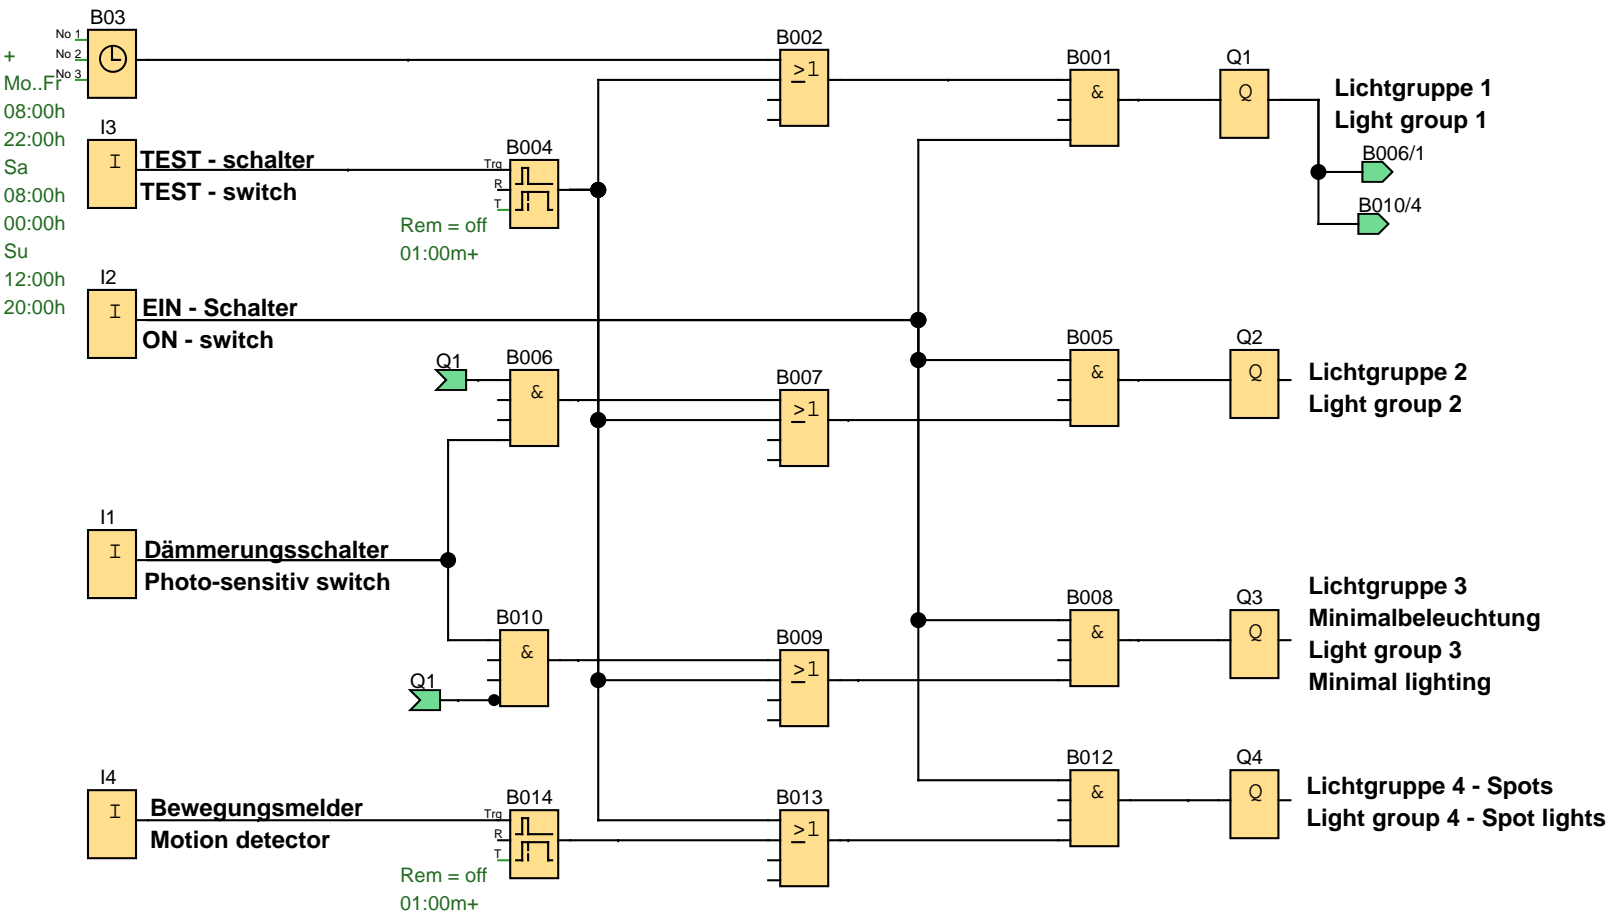 B03
No 1
No 2
No 3
+
Mo..Fr
08:00h
22:00h
Sa
08:00h
00:00h
Su
12:00h
20:00h
B002
≥1
B001
&
Q1
Q
Lichtgruppe 1
Light group 1
B006/1
B010/4
I3
I
TEST - schalter
TEST - switch
B004
Trg
R
T
Rem = off
01:00m+
I2
I
EIN - Schalter
ON - switch
Q1
B006
&
B007
≥1
B005
&
Q2
Q
Lichtgruppe 2
Light group 2
I1
I
Dämmerungsschalter
Photo-sensitiv switch
B010
&
Q1
B009
≥1
B008
&
Q3
Q
Lichtgruppe 3
Minimalbeleuchtung
Light group 3
Minimal lighting
I4
I
Bewegungsmelder
Motion detector
B014
Trg
R
T
Rem = off
01:00m+
B013
≥1
B012
&
Q4
Q
Lichtgruppe 4 - Spots
Light group 4 - Spot lights